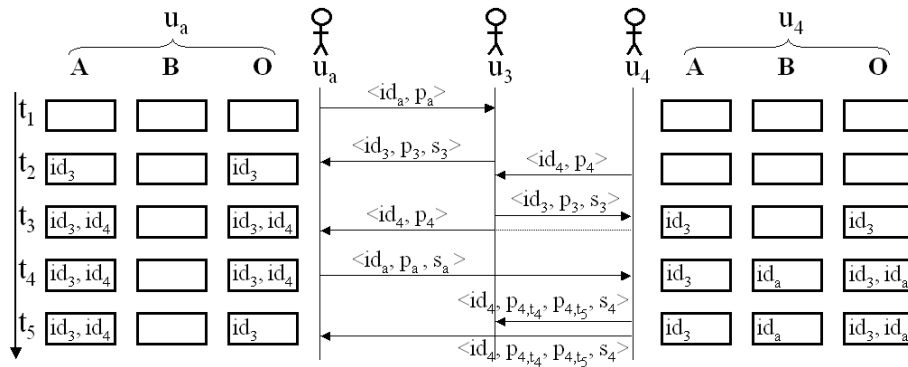 u_a u_4
A B O u_a u_3 u_4 A B O
t_1 <id_a, p_a>
t_2 id_3 id_3 <id_3, p_3, s_3> <id_4, p_4>
t_3 id_3, id_4 id_3, id_4 <id_4, p_4> <id_3, p_3, s_3> id_3 id_3
t_4 id_3, id_4 id_3, id_4 <id_a, p_a, s_a> id_3 id_a id_3, id_a
t_5 id_3, id_4 id_3 <id_4, p_4,t_4, p_4,t_5, s_4> id_3 id_a id_3, id_a
<id_4, p_4,t_4, p_4,t_5, s_4>